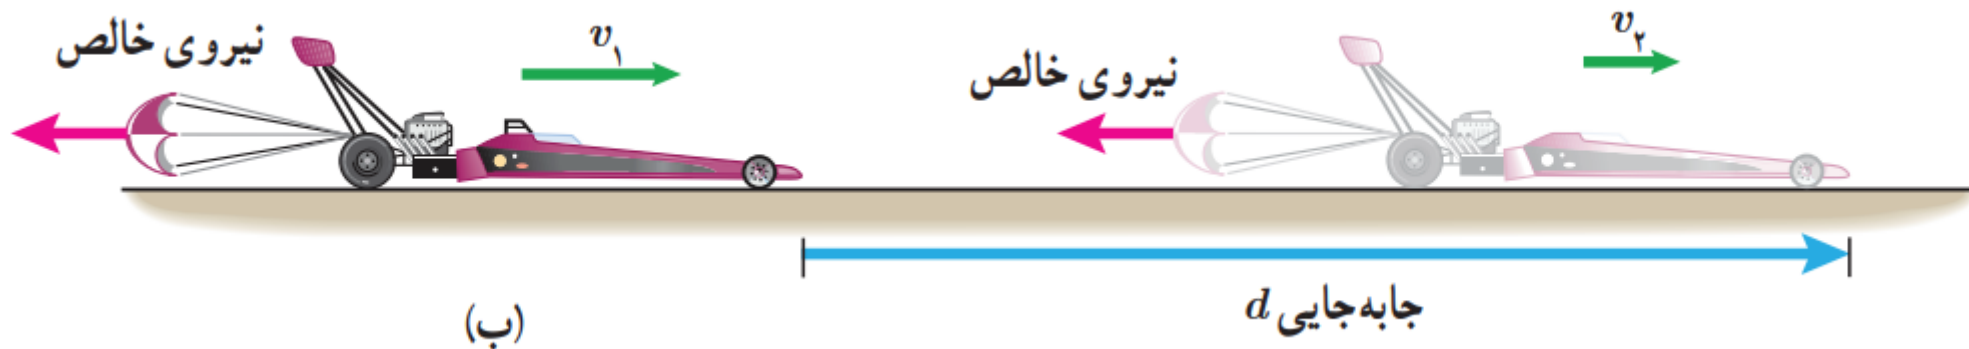 نیروی خالص
v۱
نیروی خالص
v۲
جابه‌جایی d
(ب)